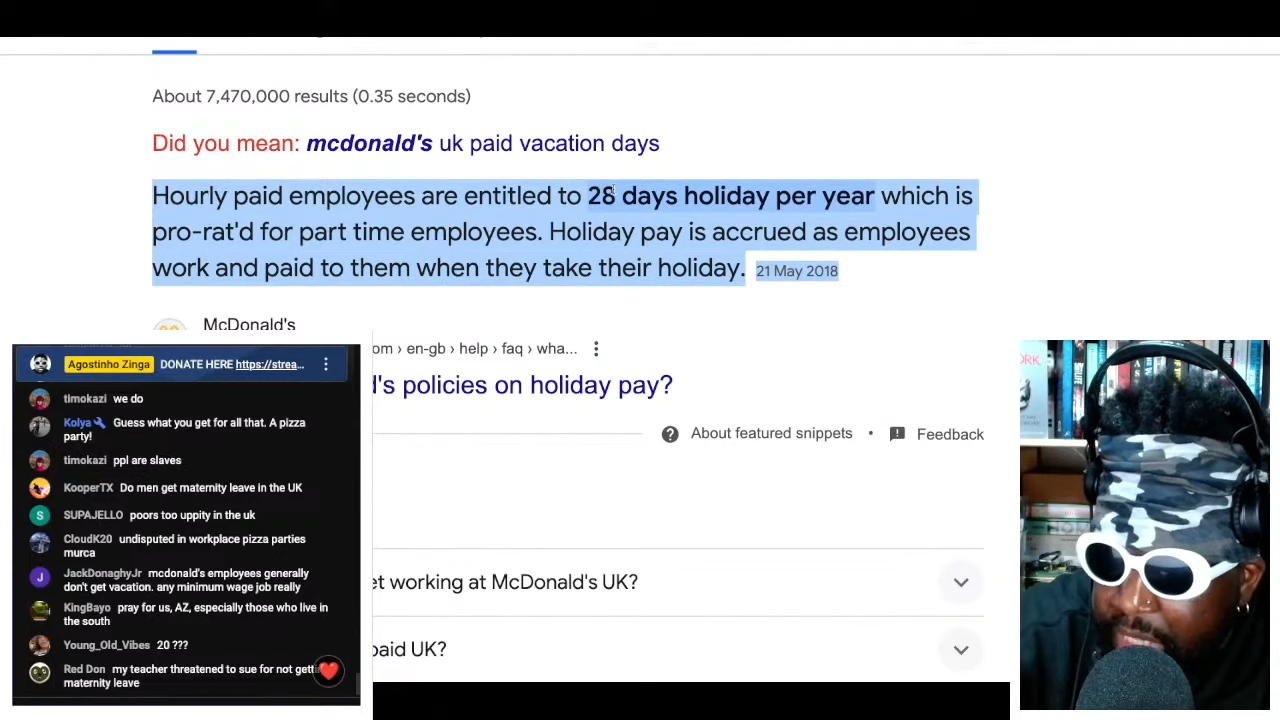 About 7,470,000 results (0.35 seconds)
Did you mean: mcdonald's uk paid vacation days
Hourly paid employees are entitled to 28 days holiday per year which is
pro-rat'd for part time employees. Holiday pay is accrued as employees
work and paid to them when they take their holiday. 21 May 2018
McDonald's
om › en-gb › help › faq › wha...
d's policies on holiday pay?
About featured snippets • Feedback
et working at McDonald's UK?
paid UK?
Agostinho Zinga DONATE HERE https://strea...
timokazi we do
Kolya Guess what you get for all that. A pizza
party!
timokazi ppl are slaves
KooperTX Do men get maternity leave in the UK
S SUPAJELLO poors too uppity in the uk
CloudK20 undisputed in workplace pizza parties
murca
J JackDonaghyJr mcdonald's employees generally
don't get vacation. any minimum wage job really
KingBayo pray for us, AZ, especially those who live in
the south
Young_Old_Vibes 20 ???
Red Don my teacher threatened to sue for not getti
maternity leave
ORK